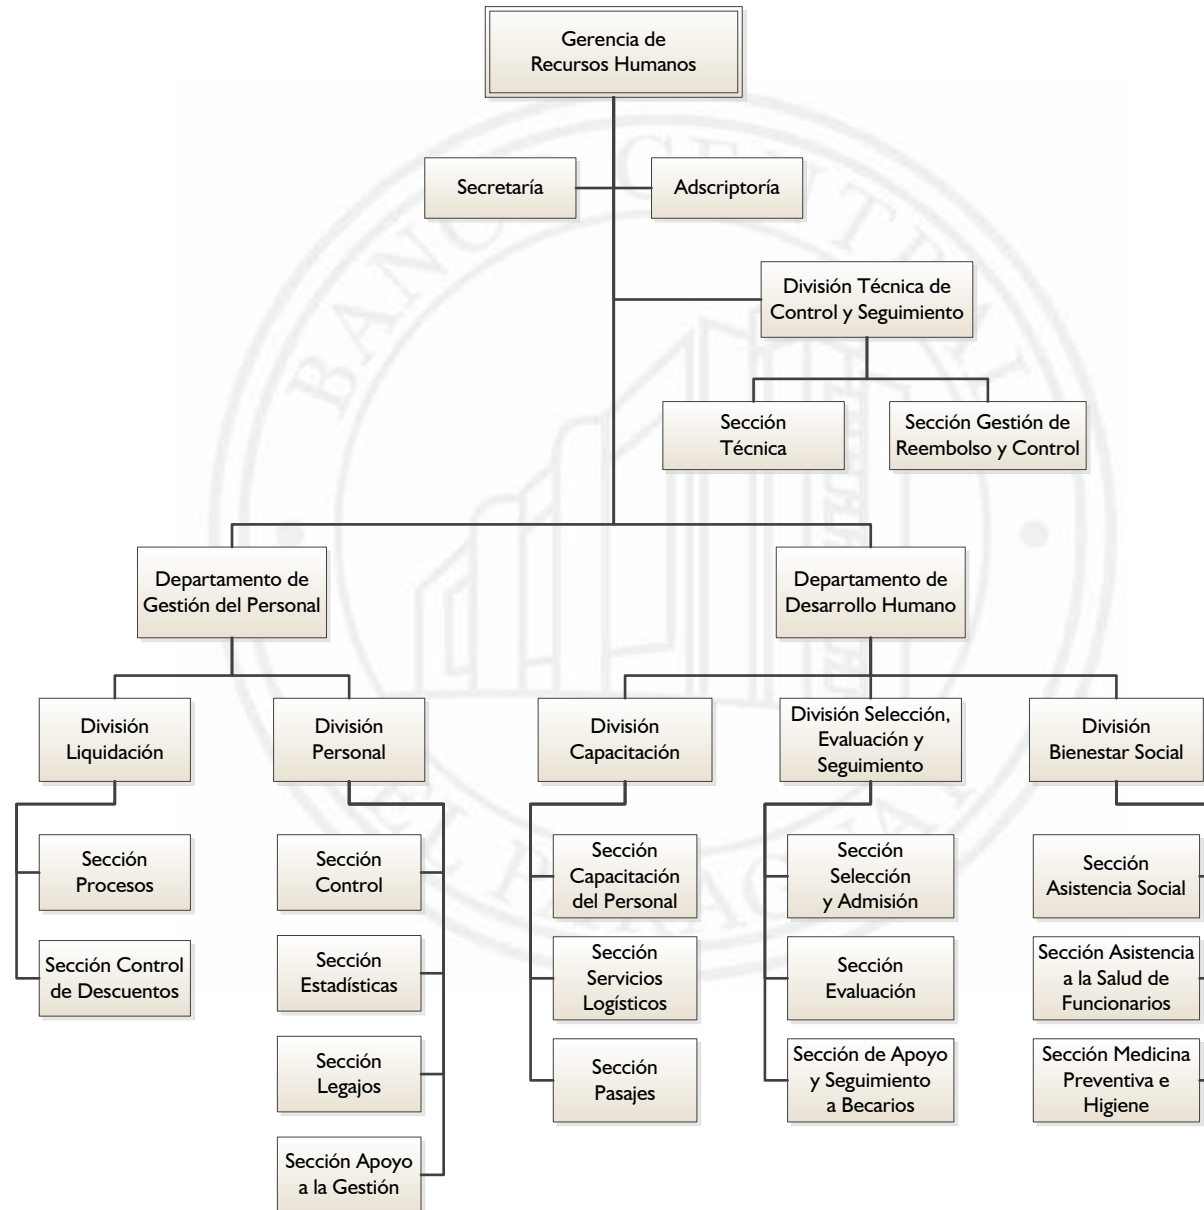 Gerencia de
Recursos Humanos
Secretaría
Adscriptoría
División Técnica de
Control y Seguimiento
Sección
Técnica
Sección Gestión de
Reembolso y Control
Departamento de
Gestión del Personal
Departamento de
Desarrollo Humano
División
Liquidación
División
Personal
División
Capacitación
División Selección,
Evaluación y
Seguimiento
División
Bienestar Social
Sección
Procesos
Sección Control
de Descuentos
Sección
Control
Sección
Estadísticas
Sección
Legajos
Sección Apoyo
a la Gestión
Sección
Capacitación
del Personal
Sección
Servicios
Logísticos
Sección
Pasajes
Sección
Selección
y Admisión
Sección
Evaluación
Sección de Apoyo
y Seguimiento
a Becarios
Sección
Asistencia Social
Sección Asistencia
a la Salud de
Funcionarios
Sección Medicina
Preventiva e
Higiene
BANCO CENTRAL